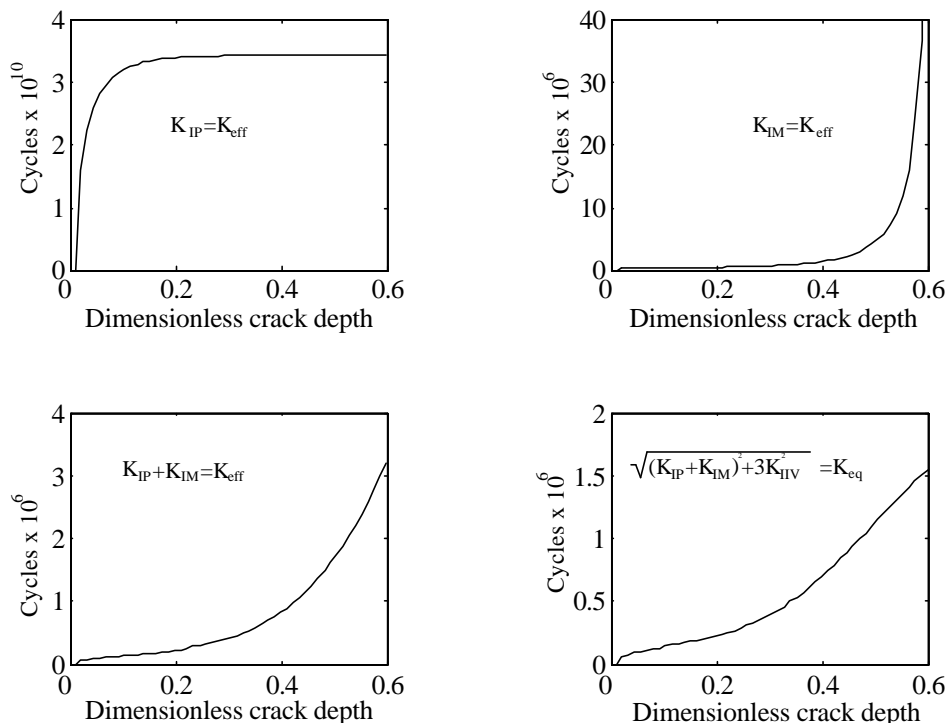 4
3
2
1
0
Cycles x 10^10
K_IP=K_eff
0 0.2 0.4 0.6
Dimensionless crack depth
40
30
20
10
0
Cycles x 10^6
K_IM=K_eff
0 0.2 0.4 0.6
Dimensionless crack depth
4
3
2
1
0
Cycles x 10^6
K_IP+K_IM=K_eff
0 0.2 0.4 0.6
Dimensionless crack depth
2
1.5
1
0.5
0
Cycles x 10^6
√(K_IP+K_IM)^2+3K_IIV^2 =K_eq
0 0.2 0.4 0.6
Dimensionless crack depth